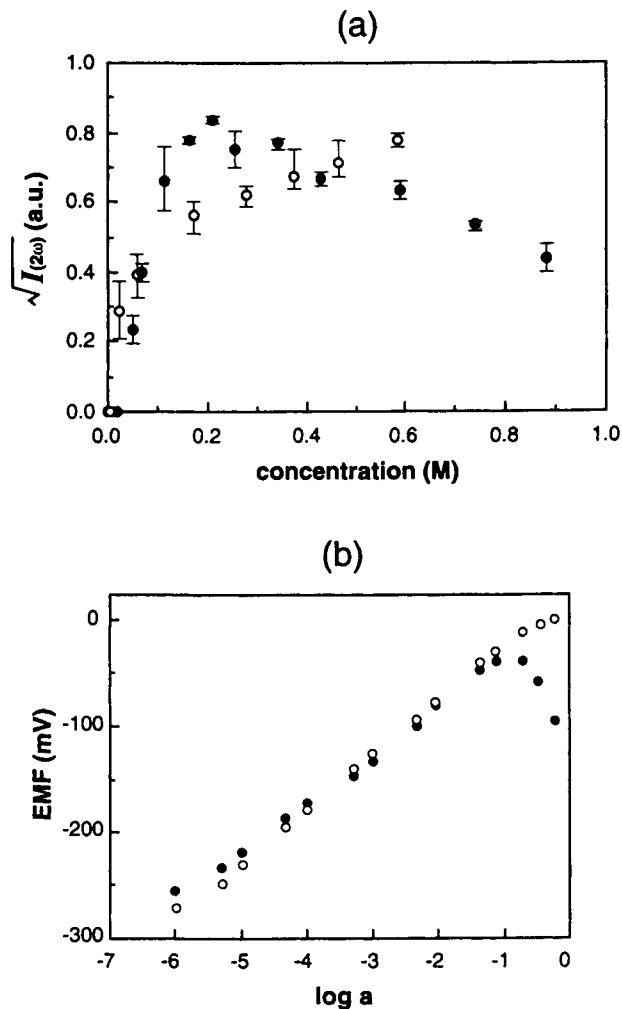 (a)
√I(2ω) (a.u.)
1.0
0.8
0.6
0.4
0.2
0.0
0.0 0.2 0.4 0.6 0.8 1.0
concentration (M)
(b)
EMF (mV)
0
-100
-200
-300
-7 -6 -5 -4 -3 -2 -1 0
log a